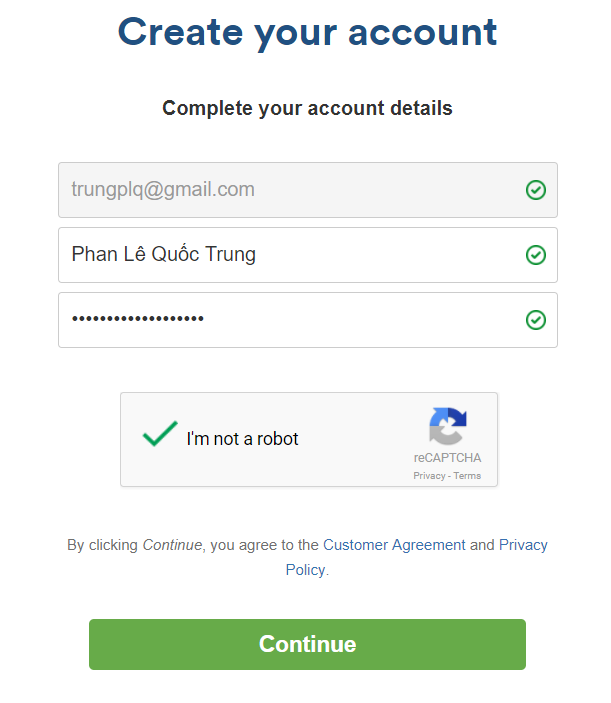 Create your account
Complete your account details
trungplq@gmail.com
Phan Lê Quốc Trung
•••••••••••••••••••
I'm not a robot
reCAPTCHA
Privacy - Terms
By clicking Continue, you agree to the Customer Agreement and Privacy
Policy.
Continue